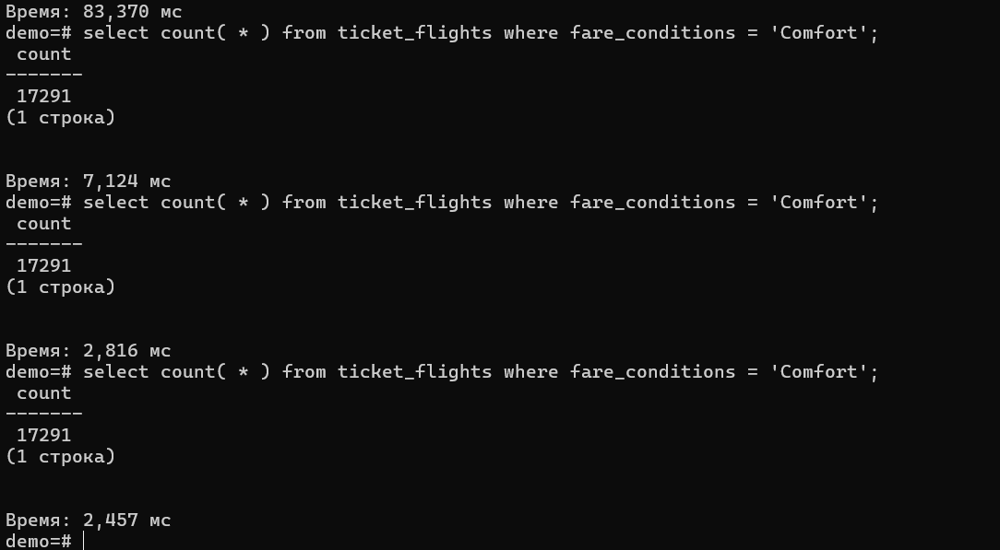 Время: 83,370 мс
demo=# select count( * ) from ticket_flights where fare_conditions = 'Comfort';
count
-------
17291
(1 строка)
Время: 7,124 мс
demo=# select count( * ) from ticket_flights where fare_conditions = 'Comfort';
count
-------
17291
(1 строка)
Время: 2,816 мс
demo=# select count( * ) from ticket_flights where fare_conditions = 'Comfort';
count
-------
17291
(1 строка)
Время: 2,457 мс
demo=#